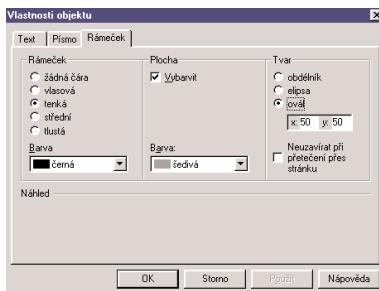 Vlastnosti objektu
Text Písmo Rámeček
Rámeček
žádná čára
vlasová
tenká
střední
tlustá
Barva
černá
Plocha
Vybarvit
Barva:
šedivá
Tvar
obdélník
elipsa
ovál
x: 50 y: 50
Neuzavírat při
přetečení přes
stránku
Náhled
OK Storno Použít Nápověda